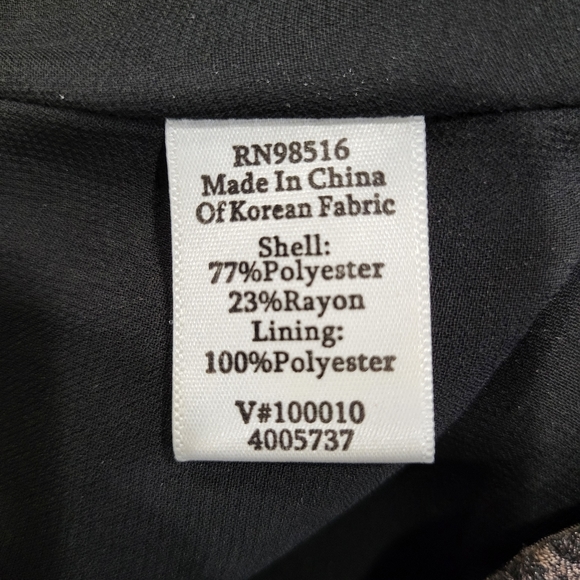 RN98516
Made In China
Of Korean Fabric
Shell:
77%Polyester
23%Rayon
Lining:
100%Polyester
V#100010
4005737